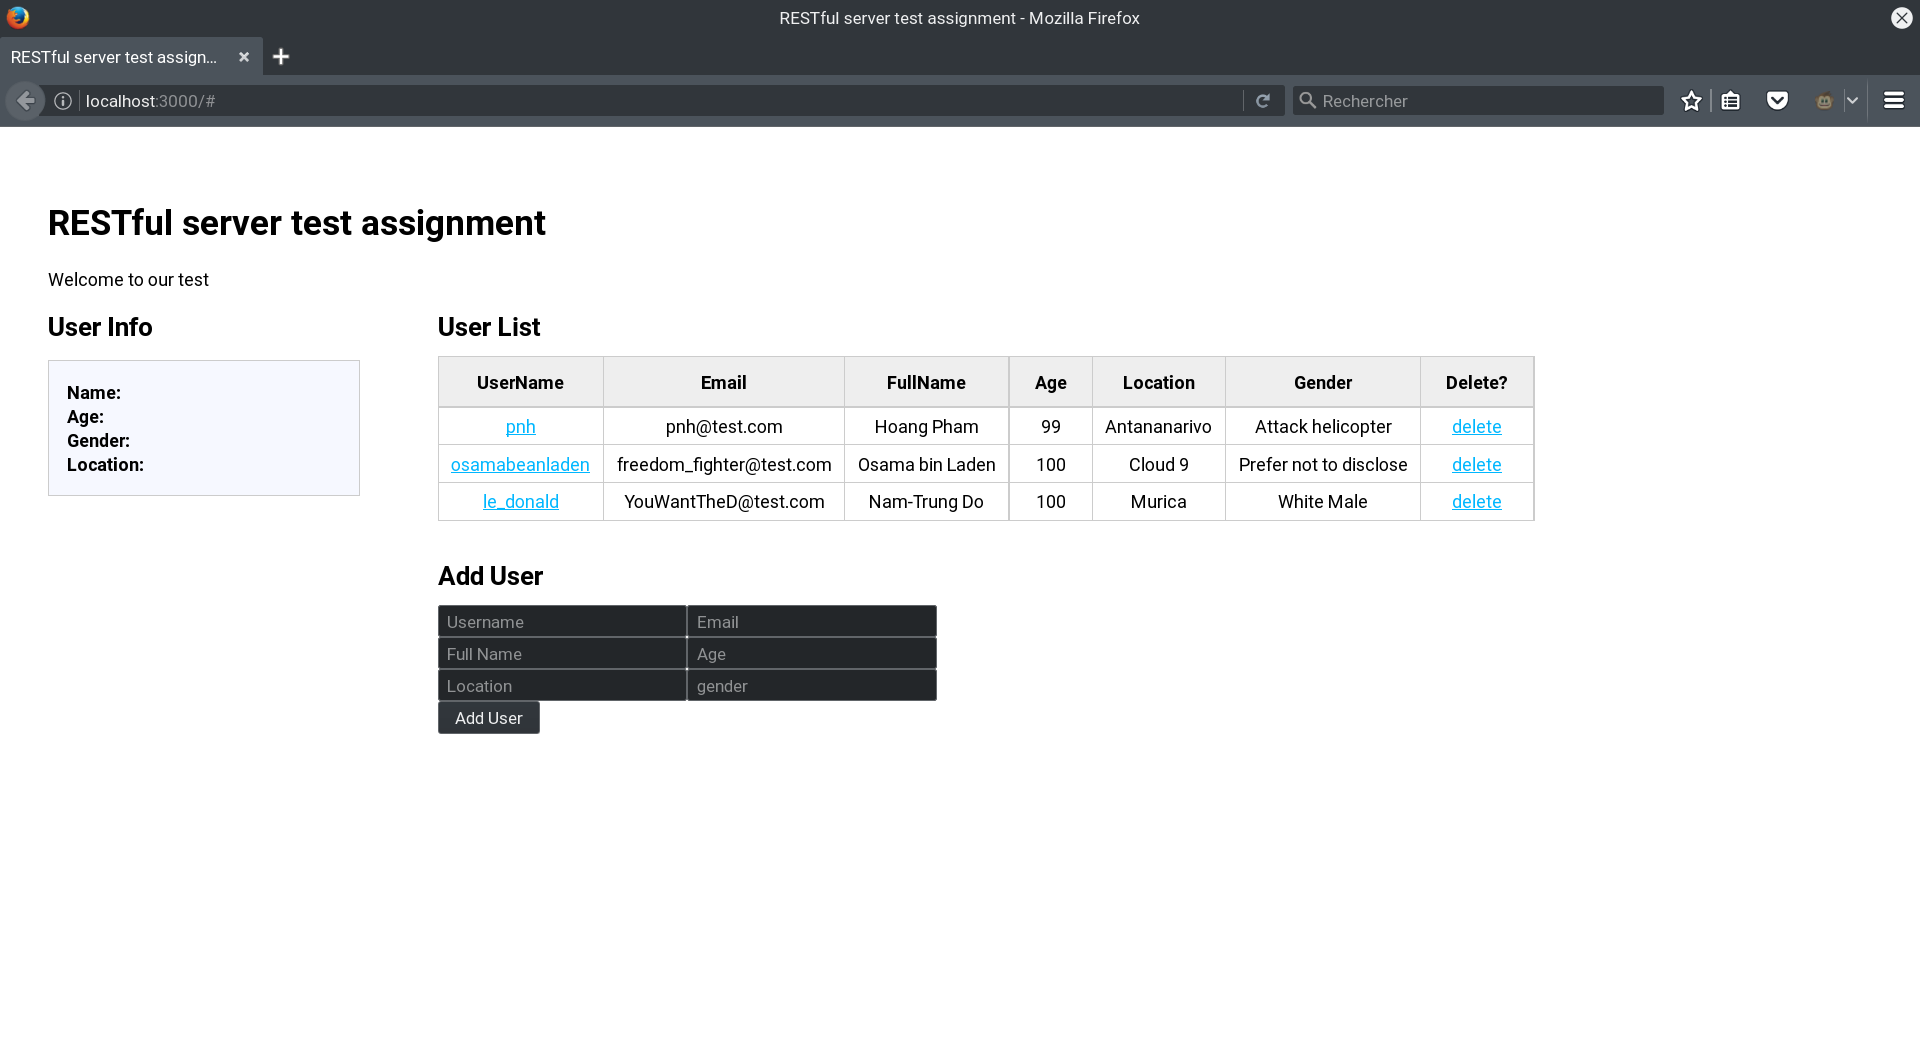 RESTful server test assignment - Mozilla Firefox
RESTful server test assign...
localhost:3000/#
Rechercher
RESTful server test assignment
Welcome to our test
User Info
Name:
Age:
Gender:
Location:
User List
UserName Email FullName Age Location Gender Delete?
pnh pnh@test.com Hoang Pham 99 Antananarivo Attack helicopter delete
osamabeanladen freedom_fighter@test.com Osama bin Laden 100 Cloud 9 Prefer not to disclose delete
le_donald YouWantTheD@test.com Nam-Trung Do 100 Murica White Male delete
Add User
Username Email
Full Name Age
Location gender
Add User